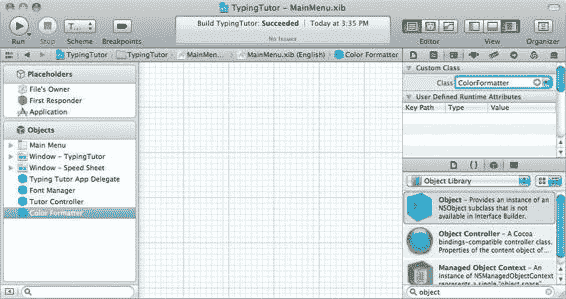 TypingTutor – MainMenu.xib
Build TypingTutor: Succeeded | Today at 3:35 PM
No Issues
Run
Stop
T...
Scheme
Breakpoints
Editor
View
Organizer
TypingTutor
TypingTutor
MainMen...
MainMenu.xib (English)
Color Formatter
Placeholders
File's Owner
First Responder
Application
Objects
Main Menu
Window – TypingTutor
Window – Speed Sheet
Typing Tutor App Delegate
Font Manager
Tutor Controller
Color Formatter
Custom Class
Class ColorFormatter
User Defined Runtime Attributes
Key Path Type Value
Object Library
Object – Provides an instance of an
NSObject subclass that is not
available in Interface Builder.
Object Controller – A Cocoa
bindings-compatible controller class.
Properties of the content object of...
Managed Object Context – An
instance of NSManagedObjectContext
represents a single "object space"
object